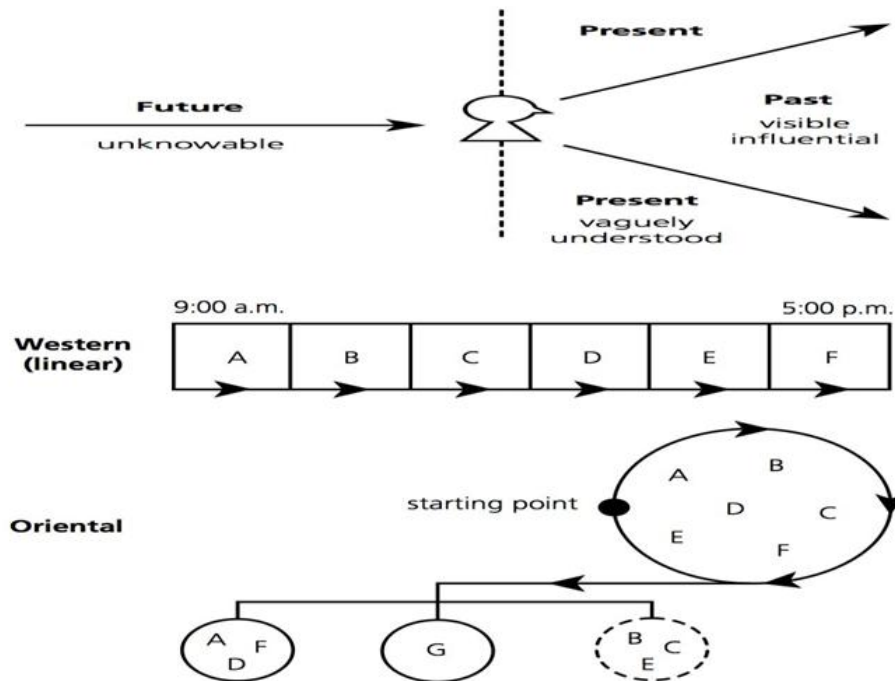 Present
Future
unknowable
Past
visible
influential
Present
vaguely
understood
9:00 a.m.
5:00 p.m.
Western
(linear)
A B C D E F
A B
starting point
D C
Oriental
E F
A F
D
G
B C
E